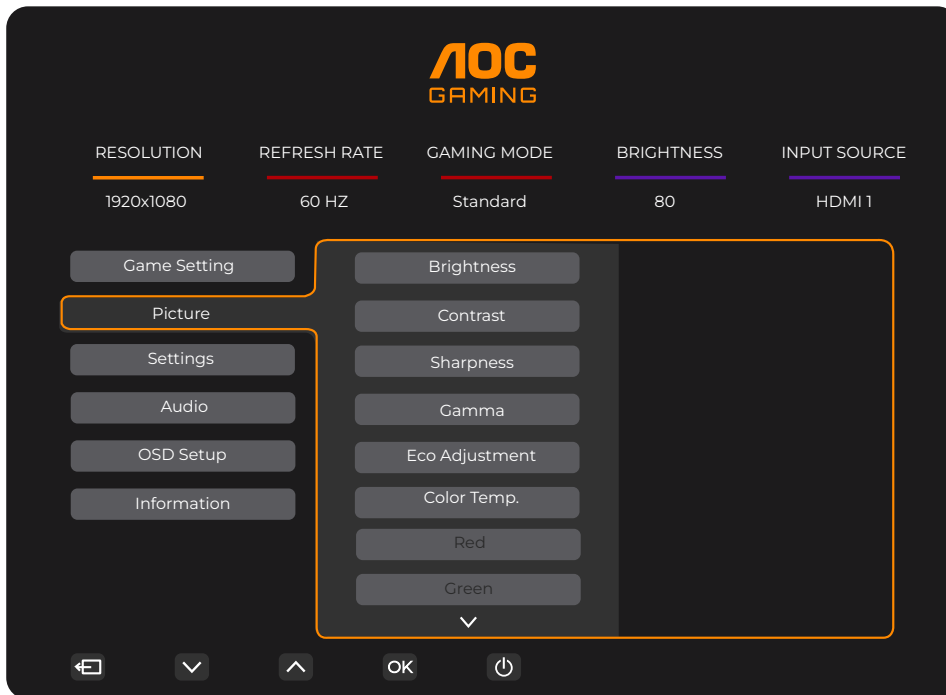 AOC
GAMING
RESOLUTION REFRESH RATE GAMING MODE BRIGHTNESS INPUT SOURCE
1920x1080 60 HZ Standard 80 HDMI 1
Game Setting
Picture
Settings
Audio
OSD Setup
Information
Brightness
Contrast
Sharpness
Gamma
Eco Adjustment
Color Temp.
Red
Green
OK